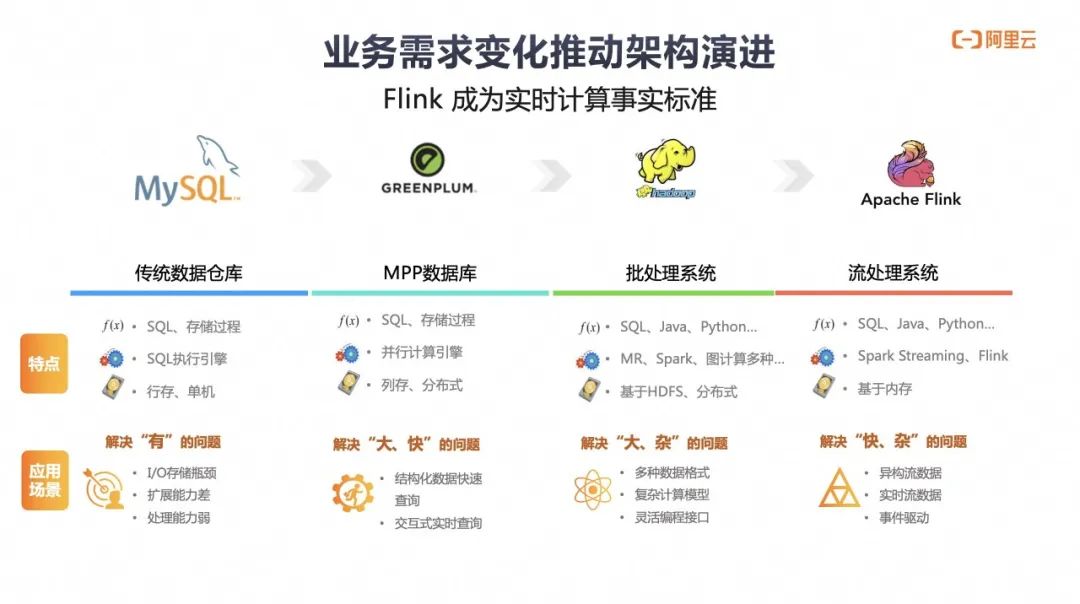 业务需求变化推动架构演进
阿里云
Flink 成为实时计算事实标准
MySQL™
GREENPLUM.
hadoop
Apache Flink
传统数据仓库
MPP数据库
批处理系统
流处理系统
特点
f(x) • SQL、存储过程
• SQL执行引擎
• 行存、单机
f(x) • SQL、存储过程
• 并行计算引擎
• 列存、分布式
f(x) • SQL、Java、Python...
• MR、Spark、图计算多种...
• 基于HDFS、分布式
f(x) • SQL、Java、Python...
• Spark Streaming、Flink
• 基于内存
应用
场景
解决“有”的问题
• I/O存储瓶颈
• 扩展能力差
• 处理能力弱
解决“大、快”的问题
• 结构化数据快速
查询
• 交互式实时查询
解决“大、杂”的问题
• 多种数据格式
• 复杂计算模型
• 灵活编程接口
解决“快、杂”的问题
• 异构流数据
• 实时流数据
• 事件驱动